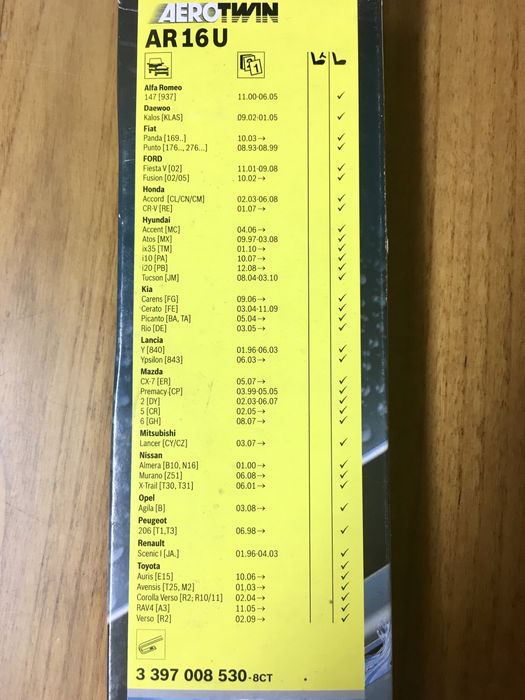 AEROTWIN
AR 16 U
Alfa Romeo
147 [937] 11.00-06.05 ✓
Daewoo
Kalos [KLAS] 09.02-01.05 ✓
Fiat
Panda [169..] 10.03→ ✓
Punto [176..., 276...] 08.93-08.99 ✓
FORD
Fiesta V [02] 11.01-09.08 ✓
Fusion [02/05] 10.02→ ✓
Honda
Accord [CL/CN/CM] 02.03-06.08 ✓
CR-V [RE] 01.07→ ✓
Hyundai
Accent [MC] 04.06→ ✓
Atos [MX] 09.97-03.08 ✓
ix35 [TM] 01.10→ ✓
i10 [PA] 10.07→ ✓
i20 [PB] 12.08→ ✓
Tucson [JM] 08.04-03.10 ✓
Kia
Carens [FG] 09.06→ ✓
Cerato [FE] 03.04-11.09 ✓
Picanto [BA, TA] 05.04→ ✓
Rio [DE] 03.05→ ✓
Lancia
Y [840] 01.96-06.03 ✓
Ypsilon [843] 06.03→ ✓
Mazda
CX-7 [ER] 05.07→ ✓
Premacy [CP] 03.99-05.05 ✓
2 [DY] 02.03-06.07 ✓
5 [CR] 02.05→ ✓
6 [GH] 08.07→ ✓
Mitsubishi
Lancer [CY/CZ] 03.07→ ✓
Nissan
Almera [B10, N16] 01.00→ ✓
Murano [Z51] 06.08→ ✓
X-Trail [T30, T31] 06.01→ ✓
Opel
Agila [B] 03.08→ ✓
Peugeot
206 [T1,T3] 06.98→ ✓
Renault
Scenic I [JA.] 01.96-04.03 ✓
Toyota
Auris [E15] 10.06→ ✓
Avensis [T25, M2] 01.03→ ✓
Corolla Verso [R2; R10/11] 02.04→ ✓
RAV4 [A3] 11.05→ ✓
Verso [R2] 02.09→ ✓
3 397 008 530-8CT